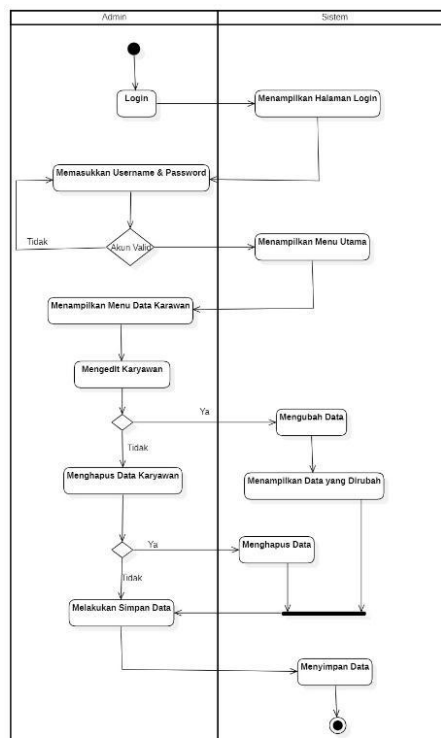 Admin
Sistem
Login
Menampilkan Halaman Login
Memasukkan Username & Password
Tidak
Akun Valid
Menampilkan Menu Utama
Menampilkan Menu Data Karawan
Mengedit Karyawan
Ya
Mengubah Data
Tidak
Menghapus Data Karyawan
Menampilkan Data yang Dirubah
Ya
Menghapus Data
Tidak
Melakukan Simpan Data
Menyimpan Data